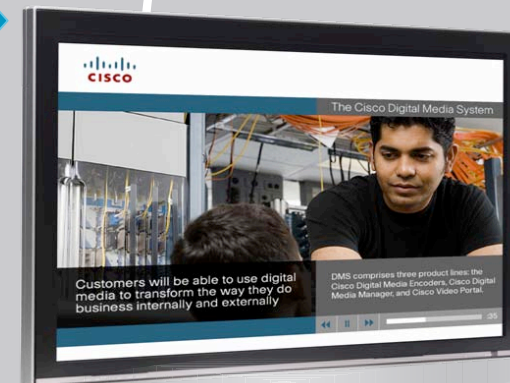 CISCO
The Cisco Digital Media System
Customers will be able to use digital
media to transform the way they do
business internally and externally
DMS comprises three product lines: the
Cisco Digital Media Encoders, Cisco Digital
Media Manager, and Cisco Video Portal.
:35